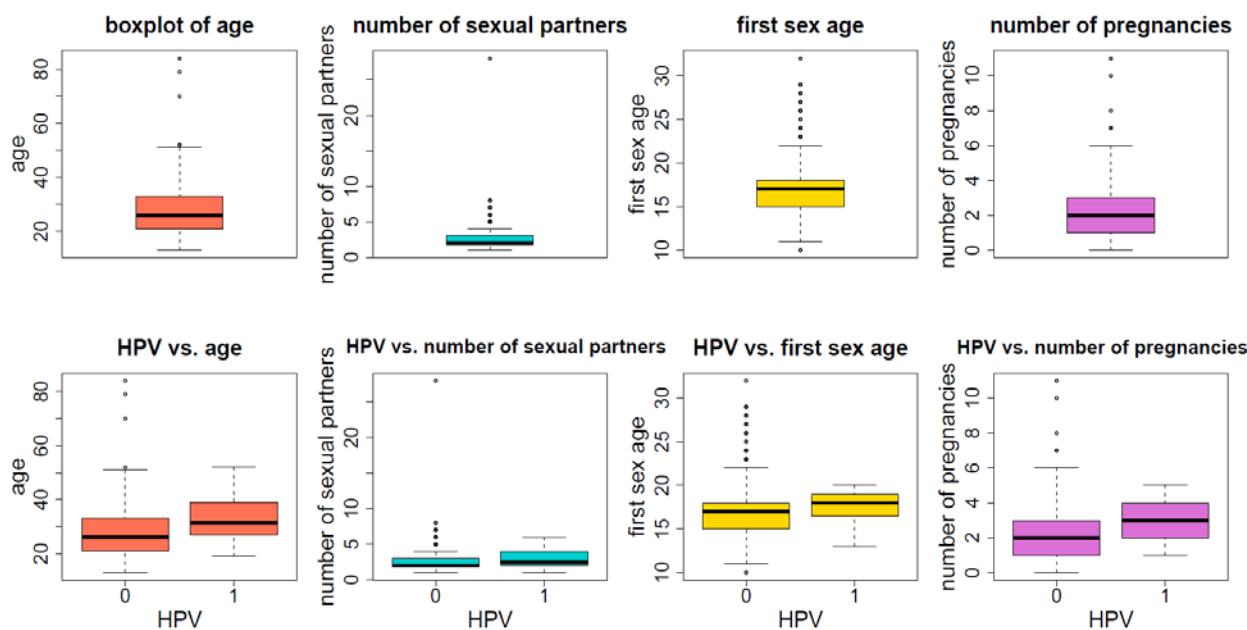 boxplot of age
age
20
40
60
80
number of sexual partners
number of sexual partners
0
5
10
20
first sex age
first sex age
10
15
20
25
30
number of pregnancies
number of pregnancies
0
2
4
6
8
10
HPV vs. age
age
20
40
60
80
0
1
HPV
HPV vs. number of sexual partners
number of sexual partners
0
5
10
20
0
1
HPV
HPV vs. first sex age
first sex age
10
15
20
25
30
0
1
HPV
HPV vs. number of pregnancies
number of pregnancies
0
2
4
6
8
10
0
1
HPV